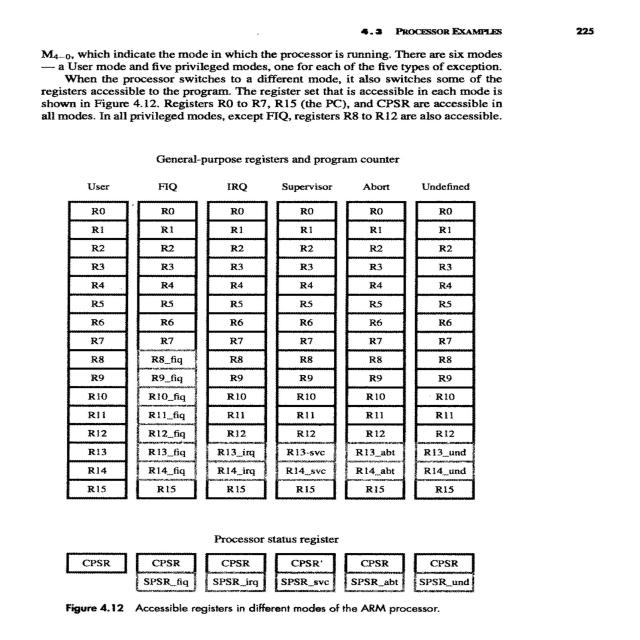 4.3 PROCESSOR EXAMPLES 225
M4–0, which indicate the mode in which the processor is running. There are six modes
— a User mode and five privileged modes, one for each of the five types of exception.
When the processor switches to a different mode, it also switches some of the
registers accessible to the program. The register set that is accessible in each mode is
shown in Figure 4.12. Registers R0 to R7, R15 (the PC), and CPSR are accessible in
all modes. In all privileged modes, except FIQ, registers R8 to R12 are also accessible.
General-purpose registers and program counter
User FIQ IRQ Supervisor Abort Undefined
R0 R0 R0 R0 R0 R0
R1 R1 R1 R1 R1 R1
R2 R2 R2 R2 R2 R2
R3 R3 R3 R3 R3 R3
R4 R4 R4 R4 R4 R4
R5 R5 R5 R5 R5 R5
R6 R6 R6 R6 R6 R6
R7 R7 R7 R7 R7 R7
R8 R8_fiq R8 R8 R8 R8
R9 R9_fiq R9 R9 R9 R9
R10 R10_fiq R10 R10 R10 R10
R11 R11_fiq R11 R11 R11 R11
R12 R12_fiq R12 R12 R12 R12
R13 R13_fiq R13_irq R13-svc R13_abt R13_und
R14 R14_fiq R14_irq R14_svc R14_abt R14_und
R15 R15 R15 R15 R15 R15
Processor status register
CPSR CPSR CPSR CPSR CPSR CPSR
SPSR_fiq SPSR_irq SPSR_svc SPSR_abt SPSR_und
Figure 4.12 Accessible registers in different modes of the ARM processor.